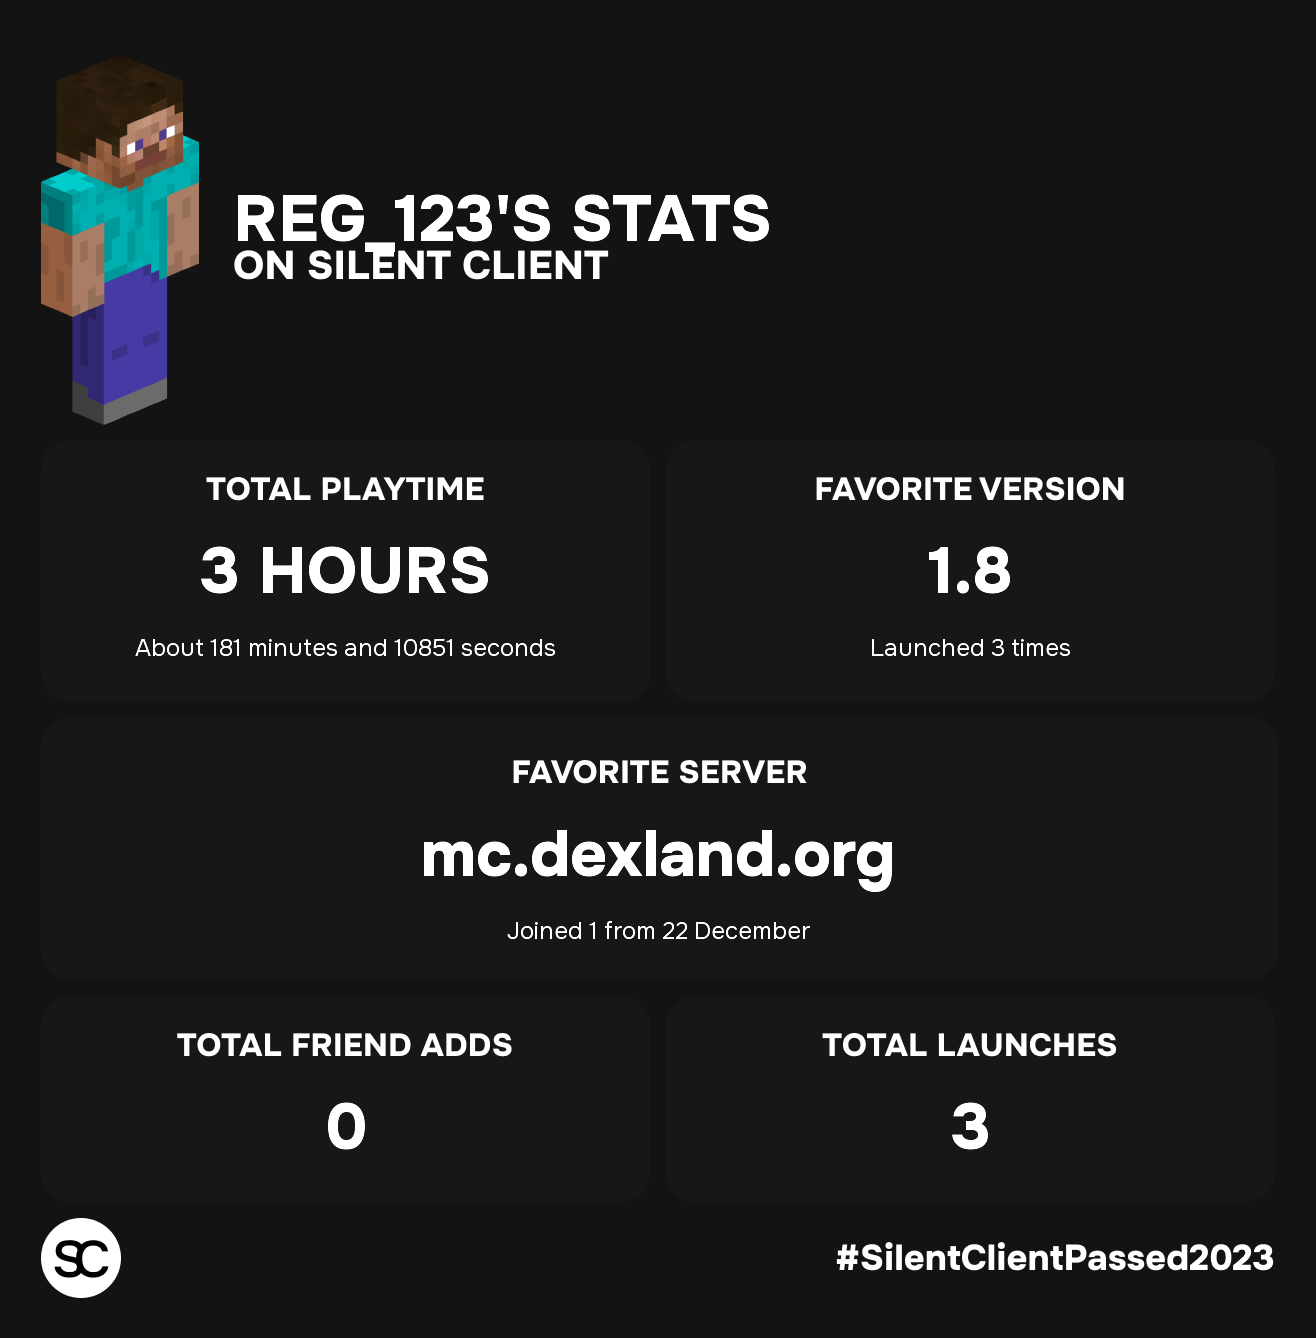 REG_123'S STATS
ON SILENT CLIENT
TOTAL PLAYTIME
3 HOURS
About 181 minutes and 10851 seconds
FAVORITE VERSION
1.8
Launched 3 times
FAVORITE SERVER
mc.dexland.org
Joined 1 from 22 December
TOTAL FRIEND ADDS
0
TOTAL LAUNCHES
3
SC
#SilentClientPassed2023